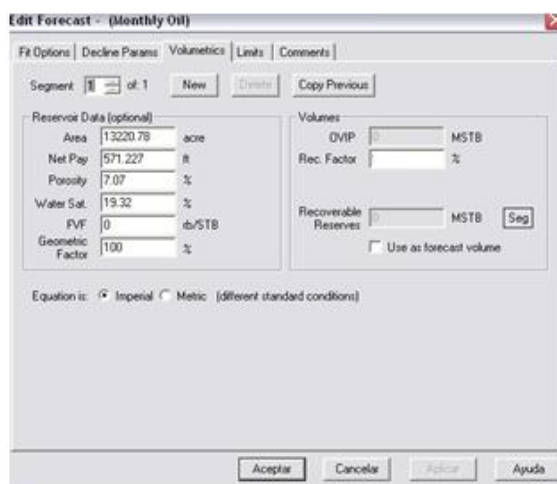 Edit Forecast - (Monthly Oil)
Fit Options Decline Params Volumetrics Limits Comments
Segment 1 of: 1 New Delete Copy Previous
Reservoir Data (optional)
Area 13220.78 acre
Net Pay 571.227 ft
Porosity 7.07 %
Water Sat. 19.32 %
FVF 0 rb/STB
Geometric Factor 100 %
Volumes
OVIP 0 MSTB
Rec. Factor %
Recoverable Reserves 0 MSTB Seg
Use as forecast volume
Equation is: Imperial Metric (different standard conditions)
Aceptar Cancelar Aplicar Ayuda